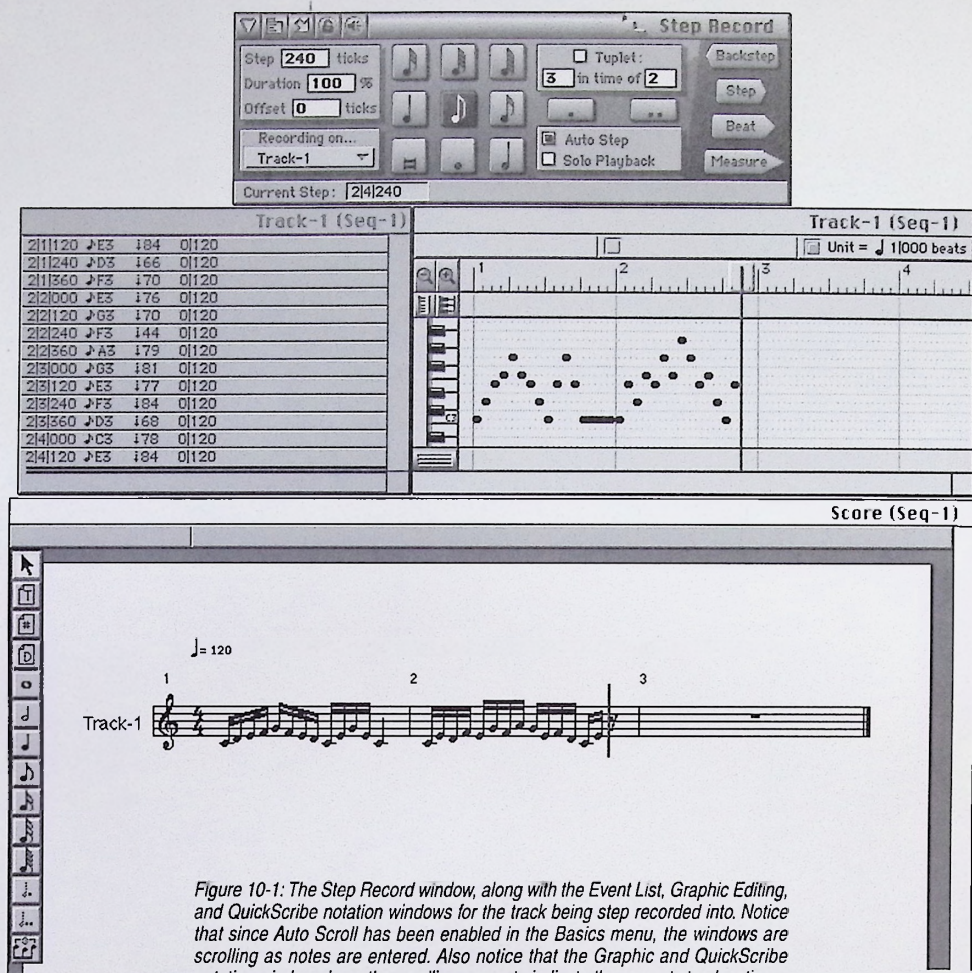 Step Record
Step 240 ticks
Duration 100 %
Offset 0 ticks
Recording on...
Track-1
Tuplet:
3 in time of 2
Auto Step
Solo Playback
Backstep
Step
Beat
Measure
Current Step: 2|4|240
Track-1 (Seq-1)
2|1|120 ♪E3 ↓84 0|120
2|1|240 ♪D3 ↓66 0|120
2|1|360 ♪F3 ↓70 0|120
2|2|000 ♪E3 ↓76 0|120
2|2|120 ♪G3 ↓70 0|120
2|2|240 ♪F3 ↓44 0|120
2|2|360 ♪A3 ↓79 0|120
2|3|000 ♪G3 ↓81 0|120
2|3|120 ♪E3 ↓77 0|120
2|3|240 ♪F3 ↓84 0|120
2|3|360 ♪D3 ↓68 0|120
2|4|000 ♪C3 ↓78 0|120
2|4|120 ♪E3 ↓84 0|120
Track-1 (Seq-1)
Unit = ♩ 1|000 beats
1 2 3 4
C3
Score (Seq-1)
♩= 120
1 2 3
Track-1
Figure 10-1: The Step Record window, along with the Event List, Graphic Editing,
and QuickScribe notation windows for the track being step recorded into. Notice
that since Auto Scroll has been enabled in the Basics menu, the windows are
scrolling as notes are entered. Also notice that the Graphic and QuickScribe